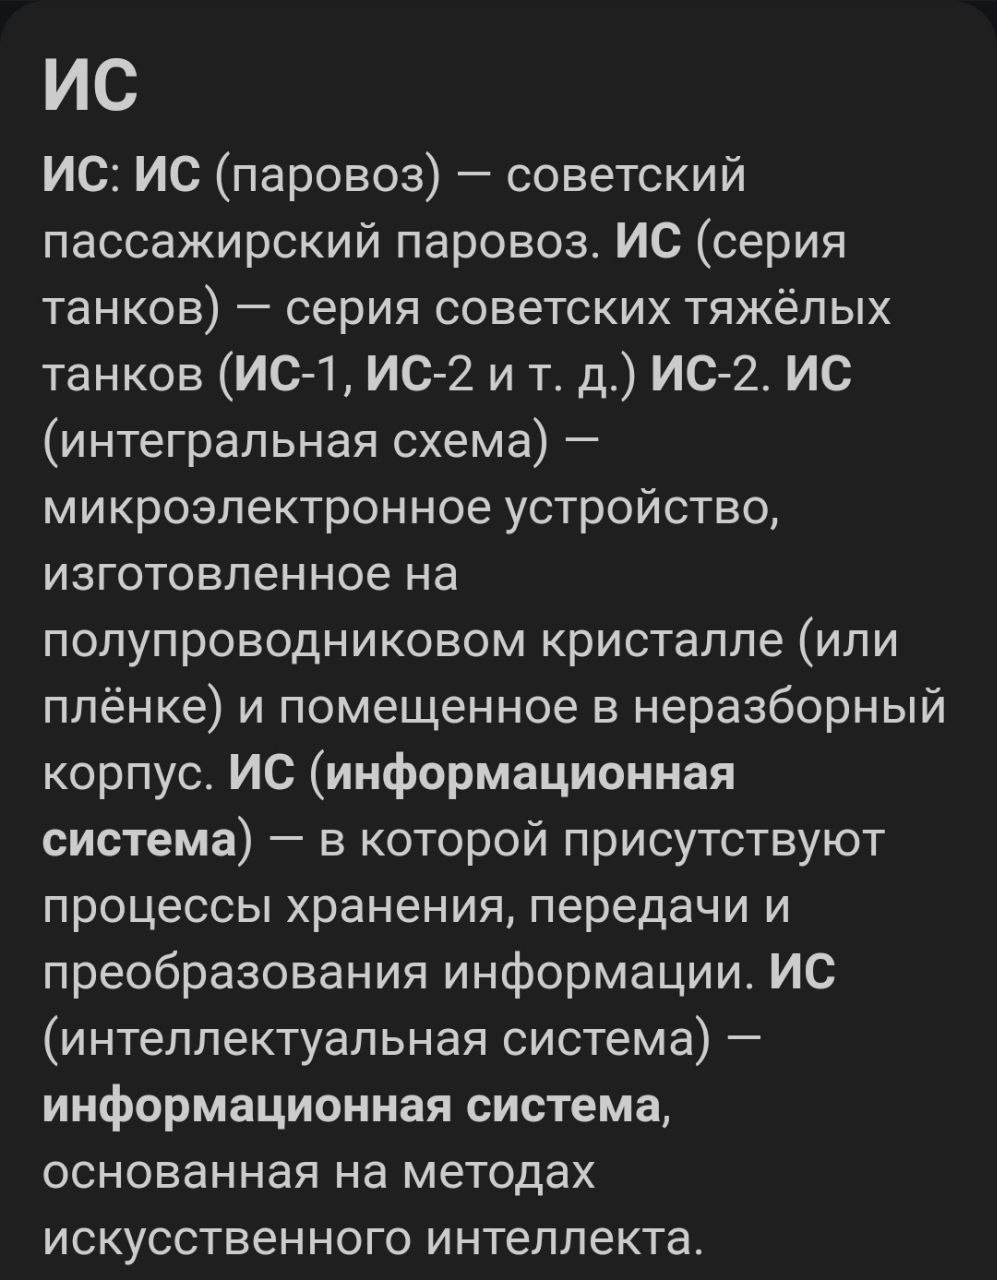 ИС
ИС: ИС (паровоз) — советский
пассажирский паровоз. ИС (серия
танков) — серия советских тяжёлых
танков (ИС-1, ИС-2 и т. д.) ИС-2. ИС
(интегральная схема) —
микроэлектронное устройство,
изготовленное на
полупроводниковом кристалле (или
плёнке) и помещенное в неразборный
корпус. ИС (информационная
система) — в которой присутствуют
процессы хранения, передачи и
преобразования информации. ИС
(интеллектуальная система) —
информационная система,
основанная на методах
искусственного интеллекта.